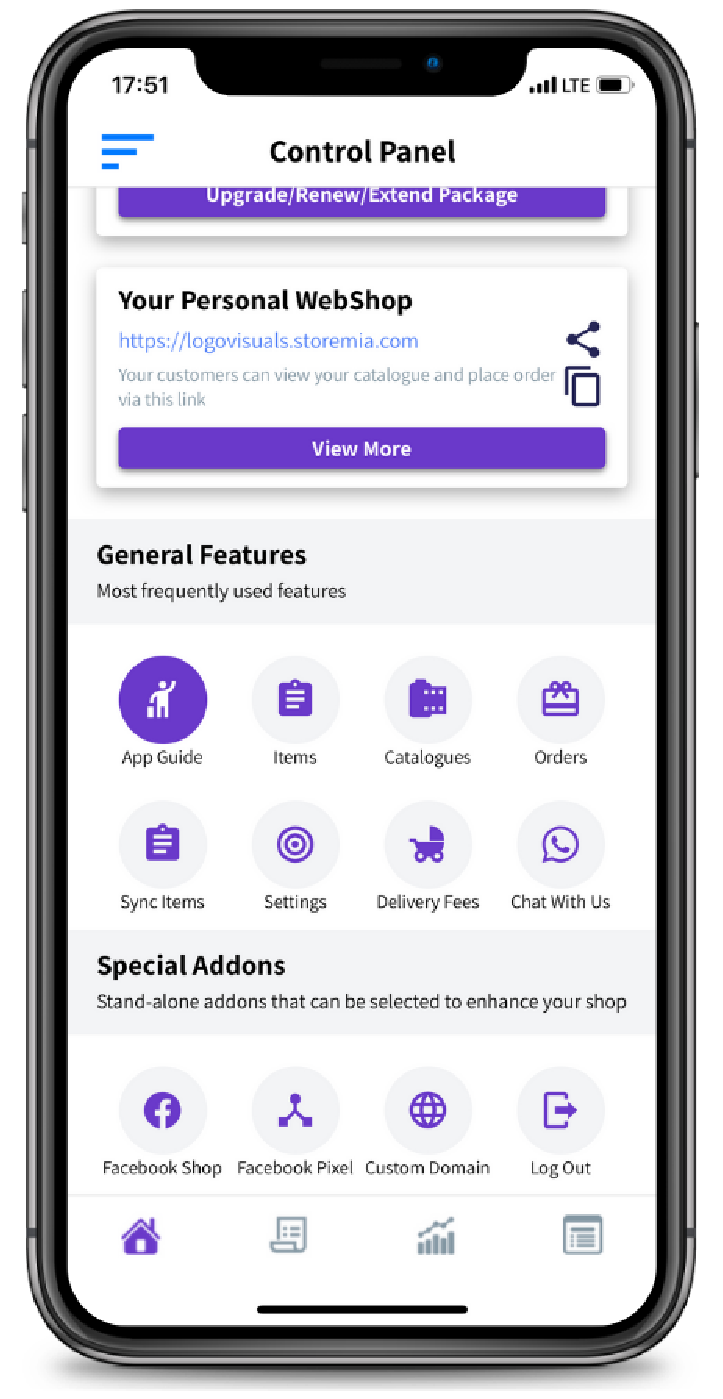 17:51
LTE
Control Panel
Upgrade/Renew/Extend Package
Your Personal WebShop
https://logovisuals.storemia.com
Your customers can view your catalogue and place order
via this link
View More
General Features
Most frequently used features
App Guide Items Catalogues Orders
Sync Items Settings Delivery Fees Chat With Us
Special Addons
Stand-alone addons that can be selected to enhance your shop
Facebook Shop Facebook Pixel Custom Domain Log Out